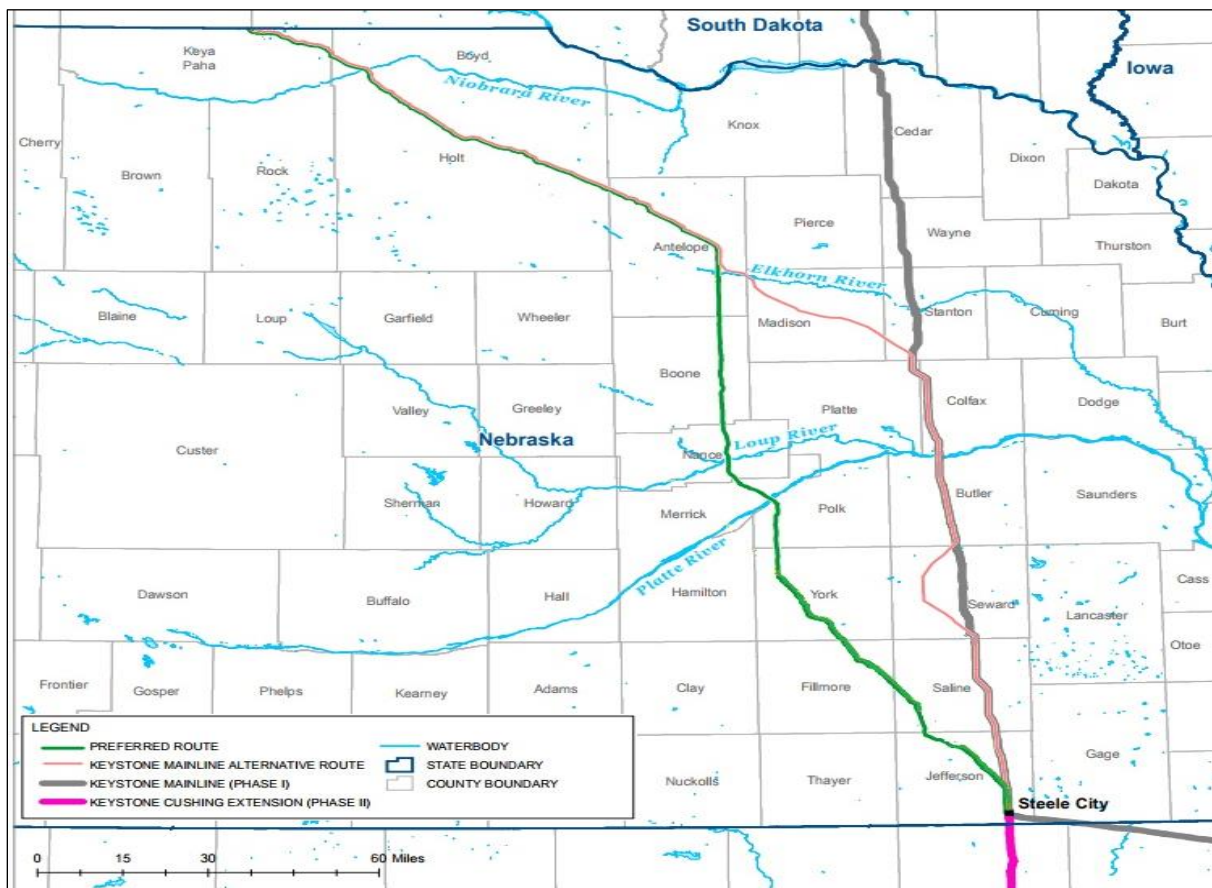 South Dakota
Iowa
Keya
Paha
Boyd
Niobrara River
Knox
Cedar
Dixon
Dakota
Cherry
Brown
Rock
Holt
Antelope
Pierce
Wayne
Thurston
Elkhorn River
Blaine
Loup
Garfield
Wheeler
Madison
Stanton
Cuming
Burt
Boone
Valley
Greeley
Platte
Colfax
Dodge
Custer
Nebraska
Nance
Loup River
Sherman
Howard
Merrick
Polk
Butler
Saunders
Platte River
Dawson
Buffalo
Hall
Hamilton
York
Seward
Lancaster
Cass
Otoe
Frontier
Gosper
Phelps
Kearney
Adams
Clay
Fillmore
Saline
Gage
Nuckolls
Thayer
Jefferson
Steele City
LEGEND
PREFERRED ROUTE
KEYSTONE MAINLINE ALTERNATIVE ROUTE
KEYSTONE MAINLINE (PHASE I)
KEYSTONE CUSHING EXTENSION (PHASE II)
WATERBODY
STATE BOUNDARY
COUNTY BOUNDARY
0 15 30 60 Miles